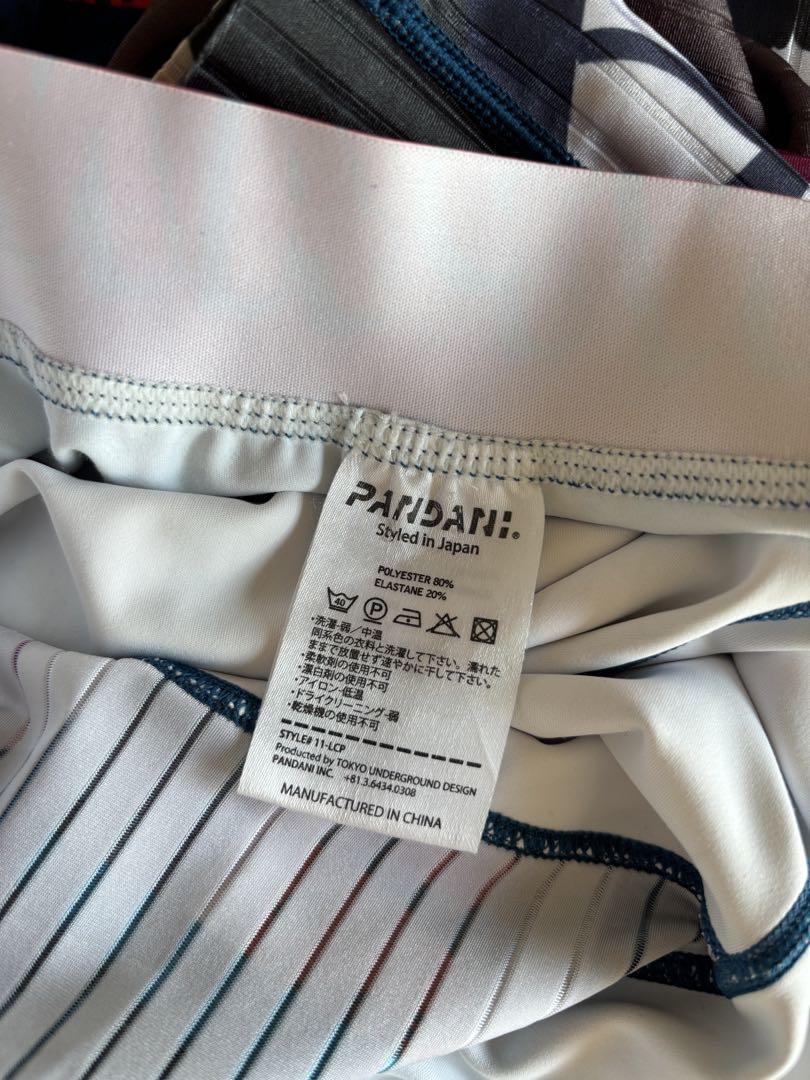 PANDANI®
Styled in Japan
POLYESTER 80%
ELASTANE 20%
40 P
・洗濯-弱/中温
同系色の衣料と洗濯して下さい。濡れた
ままで放置せず速やかに干して下さい。
・柔軟剤の使用不可
・漂白剤の使用不可
・アイロン-低温
・ドライクリーニング-弱
・乾燥機の使用不可
STYLE# 11-LCP
Producted by TOKYO UNDERGROUND DESIGN
PANDANI INC. +81.3.6434.0308
MANUFACTURED IN CHINA